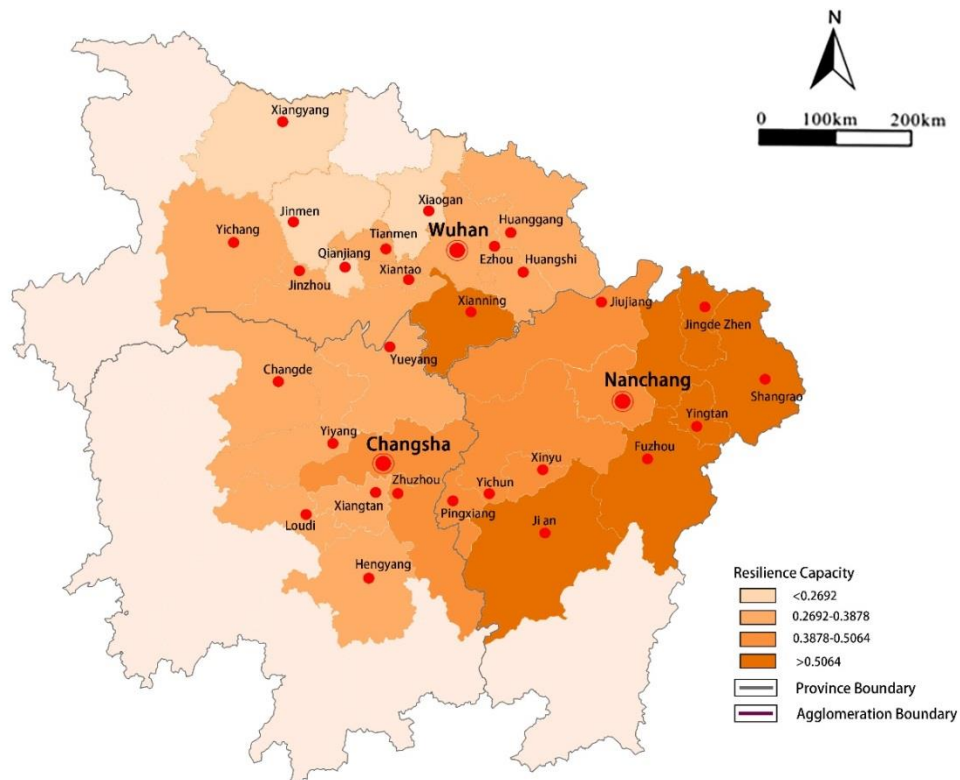 N
0 100km 200km
Xiangyang
Xiaogan
Jinmen
Wuhan
Huanggang
Yichang
Tianmen
Qianjiang
Ezhou
Huangshi
Jinzhou
Xiantao
Xianning
Jiujiang
Jingde Zhen
Yueyang
Changde
Nanchang
Shangrao
Yingtan
Yiyang
Changsha
Fuzhou
Xinyu
Zhuzhou
Yichun
Xiangtan
Pingxiang
Loudi
Ji an
Hengyang
Resilience Capacity
<0.2692
0.2692-0.3878
0.3878-0.5064
>0.5064
Province Boundary
Agglomeration Boundary